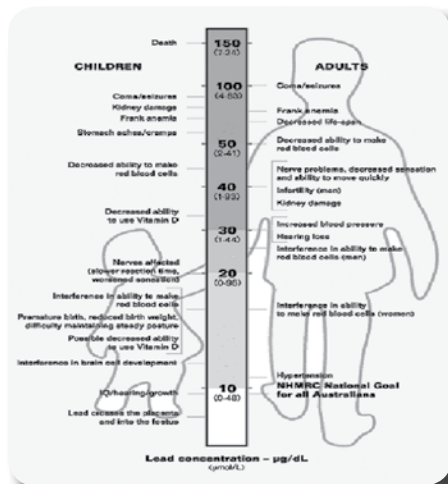 Death
CHILDREN
Coma/seizures
Kidney damage
Frank anemia
Stomach aches/cramps
Decreased ability to make
red blood cells
Decreased ability
to use Vitamin D
Nerves affected
(slower reaction time,
worsened sensation)
Interference in ability to make
red blood cells
Premature birth, reduced birth weight,
difficulty maintaining steady posture
Possible decreased ability
to use Vitamin D
Interference in brain cell development
IQ/hearing/growth
Lead crosses the placenta
and into the foetus
150
(7·24)
100
(4·83)
50
(2·41)
40
(1·93)
30
(1·44)
20
(0·96)
10
(0·48)
ADULTS
Coma/seizures
Frank anemia
Decreased life-span
Decreased ability to make
red blood cells
Nerve problems, decreased sensation
and ability to move quickly
Infertility (men)
Kidney damage
Increased blood pressure
Hearing loss
Interference in ability to make
red blood cells (men)
Interference in ability
to make red blood cells (women)
Hypertension
NHMRC National Goal
for all Australians
Lead concentration – µg/dL
(µmol/L)